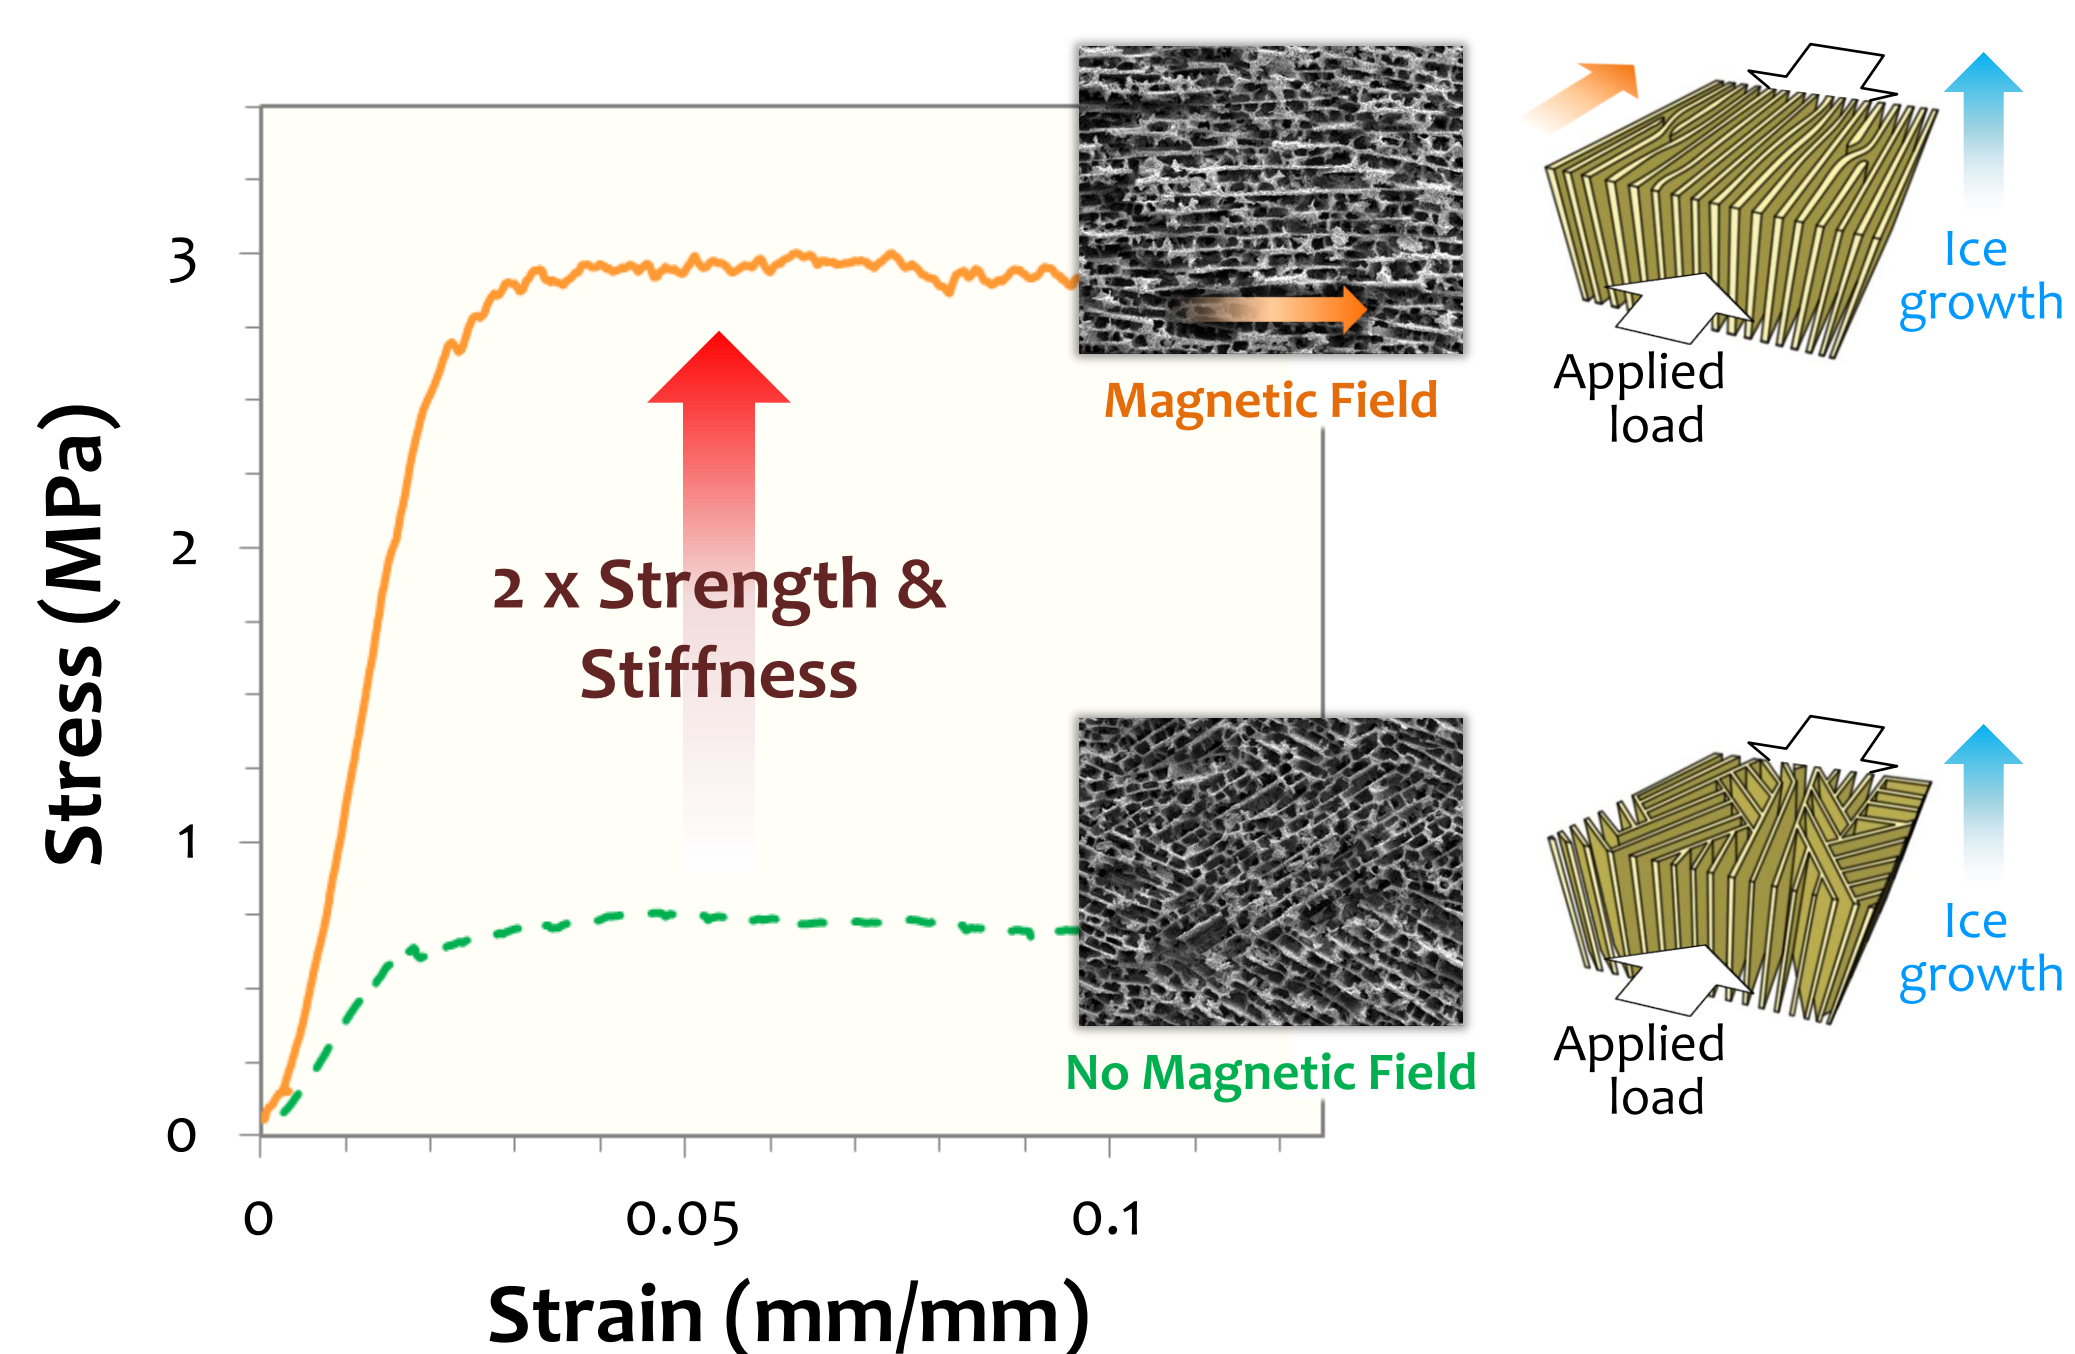 Stress (MPa)
3
2
1
0
0
0.05
0.1
Strain (mm/mm)
2 x Strength &
Stiffness
Magnetic Field
No Magnetic Field
Applied
load
Ice
growth
Applied
load
Ice
growth